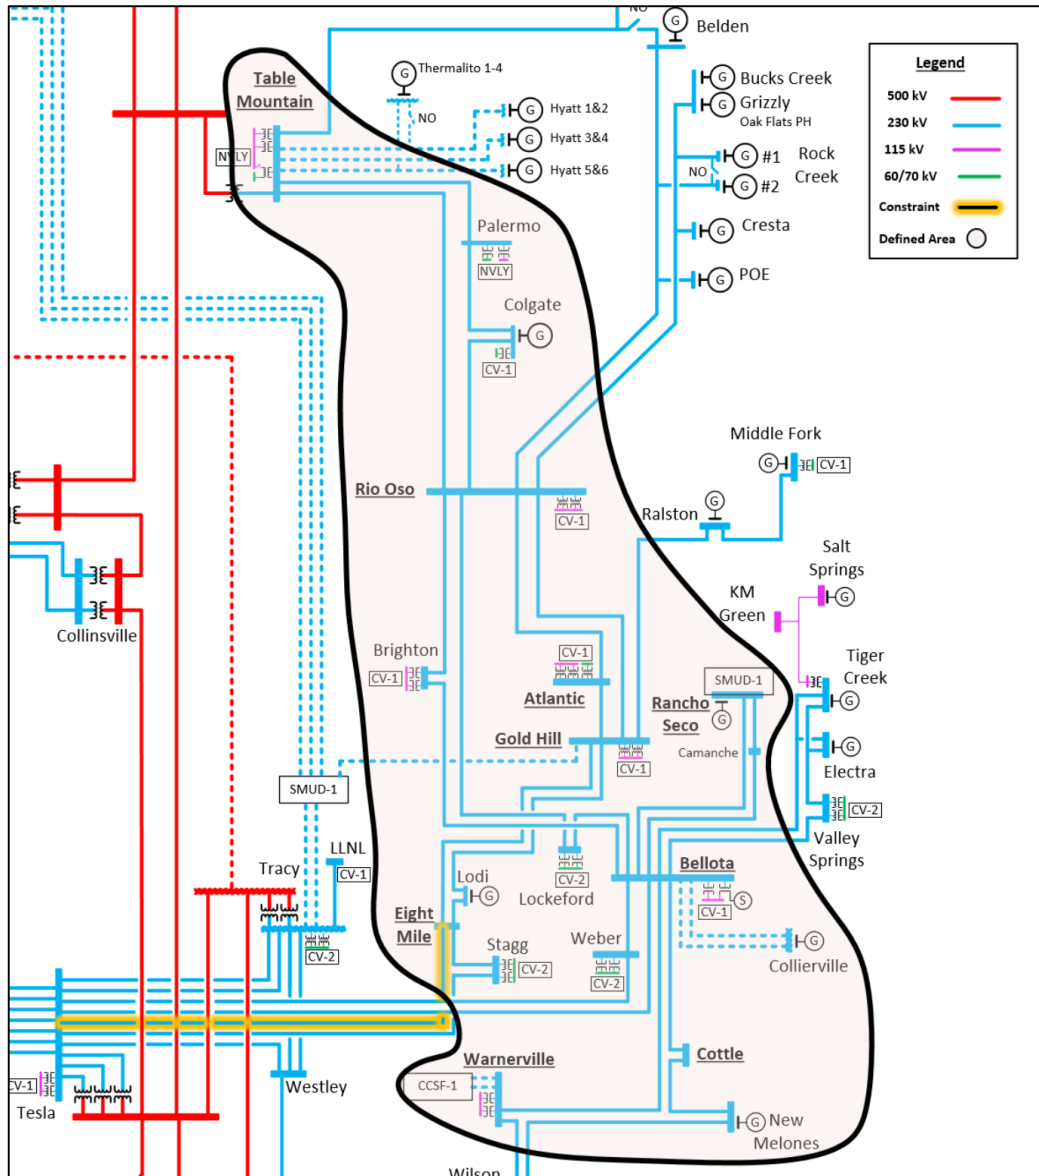 NO
Belden
Table
Mountain
Thermalito 1-4
Bucks Creek
Grizzly
Oak Flats PH
Legend
500 kV
230 kV
115 kV
60/70 kV
Constraint
Defined Area
G
G
G
G
NO
G
Hyatt 1&2
G
Hyatt 3&4
G
Hyatt 5&6
NVLY
G
#1
Rock
Creek
NO
G
#2
G
Cresta
G
POE
Palermo
NVLY
Colgate
G
CV-1
Middle Fork
G
CV-1
Rio Oso
CV-1
G
Ralston
Salt
Springs
G
KM
Green
Collinsville
Brighton
CV-1
CV-1
Atlantic
SMUD-1
Rancho
Seco
G
Tiger
Creek
G
Gold Hill
CV-1
Camanche
G
Electra
SMUD-1
CV-2
Valley
Springs
LLNL
CV-1
Tracy
CV-2
Lodi
G
CV-2
Lockeford
Bellota
CV-1
S
Eight
Mile
Stagg
CV-2
Weber
CV-2
G
Collierville
Warnerville
CCSF-1
Cottle
Westley
CV-1
Tesla
G
New
Melones
Wilson